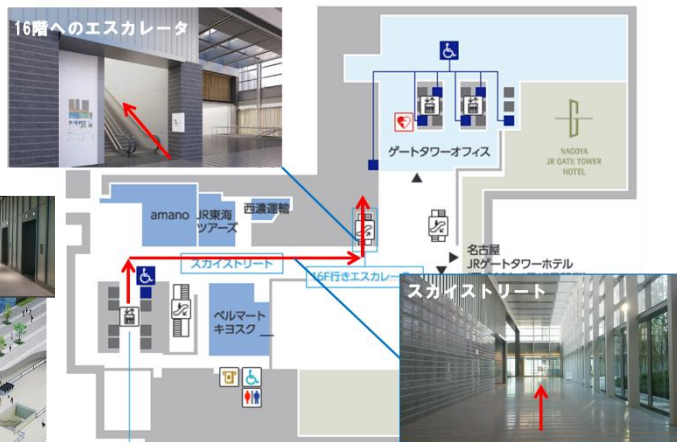 16階へのエスカレータ
NAGOYA
JR GATE TOWER
HOTEL
ゲートタワーオフィス
amano
JR東海
ツアーズ
西濃運輸
スカイストリート
16F行きエスカレー
名古屋
JRゲートタワーホテル
ベルマート
キヨスク
スカイストリート